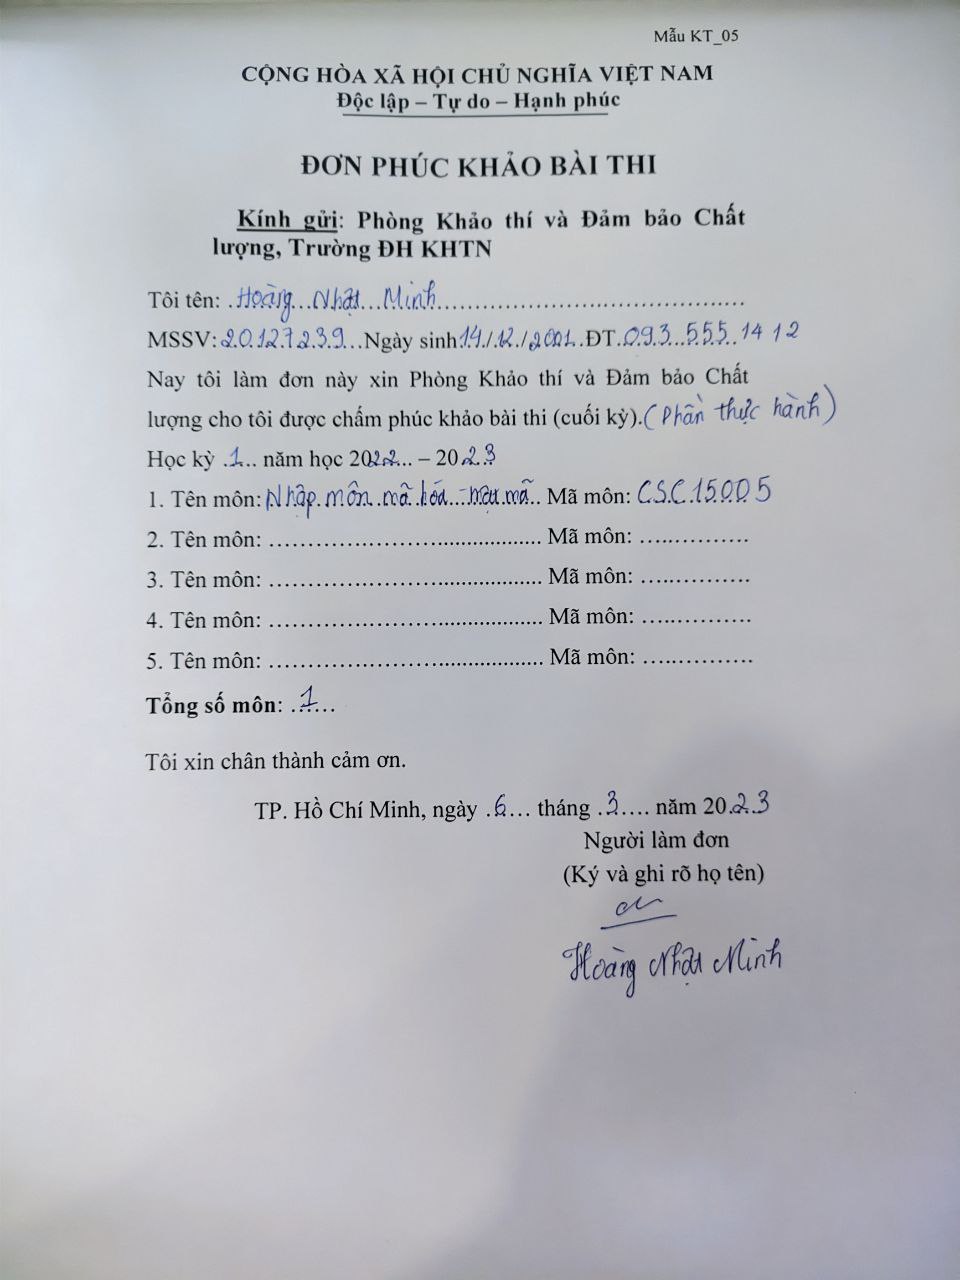 Mẫu KT_05
CỘNG HÒA XÃ HỘI CHỦ NGHĨA VIỆT NAM
Độc lập – Tự do – Hạnh phúc
ĐƠN PHÚC KHẢO BÀI THI
Kính gửi: Phòng Khảo thí và Đảm bảo Chất
lượng, Trường ĐH KHTN
Tôi tên: Hoàng Nhật Minh
MSSV: 20127239 Ngày sinh 14/12/2001 ĐT 093 555 1412
Nay tôi làm đơn này xin Phòng Khảo thí và Đảm bảo Chất
lượng cho tôi được chấm phúc khảo bài thi (cuối kỳ). (Phần thực hành)
Học kỳ 1 năm học 2022 – 2023
1. Tên môn: Nhập môn mã hóa - mật mã Mã môn: CSC15005
2. Tên môn: .......... Mã môn: ..........
3. Tên môn: .......... Mã môn: ..........
4. Tên môn: .......... Mã môn: ..........
5. Tên môn: .......... Mã môn: ..........
Tổng số môn: 1
Tôi xin chân thành cảm ơn.
TP. Hồ Chí Minh, ngày 6 tháng 3 năm 2023
Người làm đơn
(Ký và ghi rõ họ tên)
Hoàng Nhật Minh